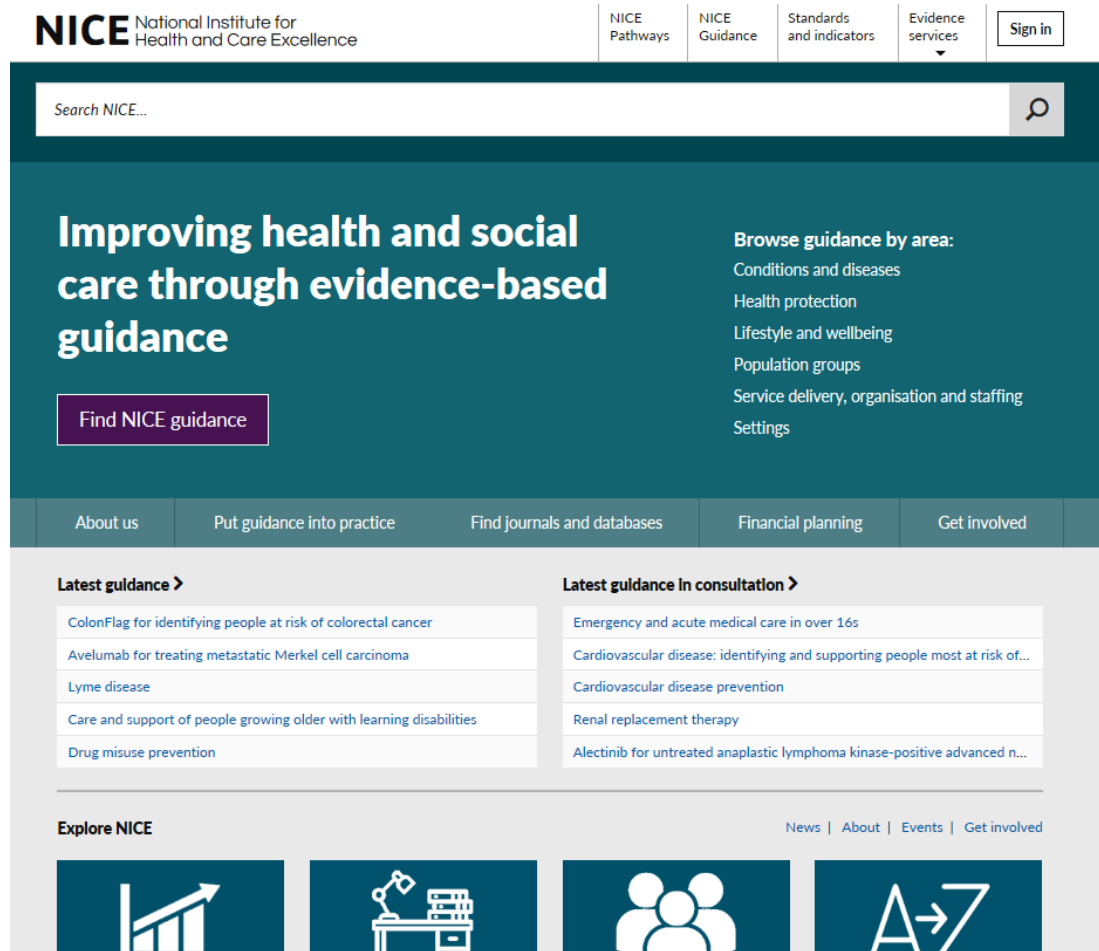 NICE National Institute for
Health and Care Excellence
NICE
Pathways
NICE
Guidance
Standards
and indicators
Evidence
services
Sign in
Search NICE...
Improving health and social
care through evidence-based
guidance
Find NICE guidance
Browse guidance by area:
Conditions and diseases
Health protection
Lifestyle and wellbeing
Population groups
Service delivery, organisation and staffing
Settings
About us
Put guidance into practice
Find journals and databases
Financial planning
Get involved
Latest guidance
ColonFlag for identifying people at risk of colorectal cancer
Avelumab for treating metastatic Merkel cell carcinoma
Lyme disease
Care and support of people growing older with learning disabilities
Drug misuse prevention
Latest guidance in consultation
Emergency and acute medical care in over 16s
Cardiovascular disease: identifying and supporting people most at risk of...
Cardiovascular disease prevention
Renal replacement therapy
Alectinib for untreated anaplastic lymphoma kinase-positive advanced n...
Explore NICE
News | About | Events | Get involved
A→Z